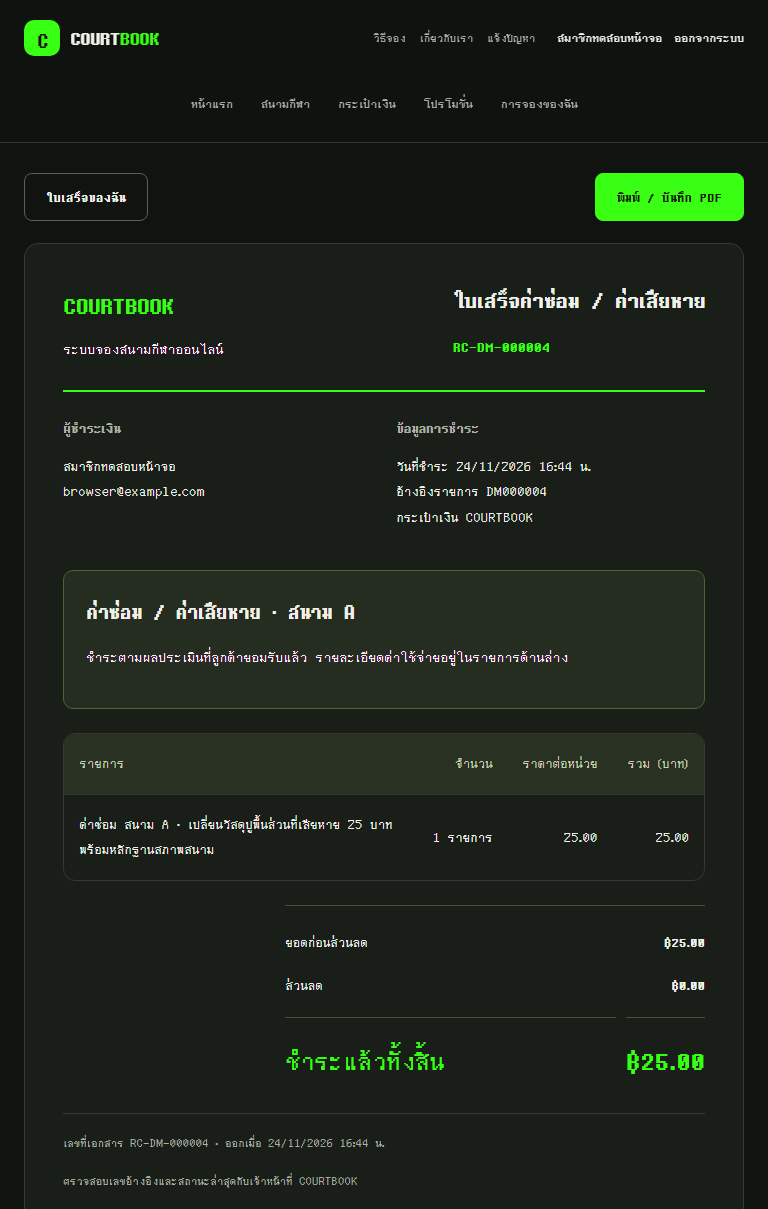 C COURTBOOK
วิธีจอง เกี่ยวกับเรา แจ้งปัญหา สมาชิกทดสอบหน้าจอ ออกจากระบบ
หน้าแรก สนามกีฬา กระเป๋าเงิน โปรโมชั่น การจองของฉัน
ใบเสร็จของฉัน
พิมพ์ / บันทึก PDF
COURTBOOK
ระบบจองสนามกีฬาออนไลน์
ใบเสร็จค่าซ่อม / ค่าเสียหาย
RC-DM-000004
ผู้ชำระเงิน
สมาชิกทดสอบหน้าจอ
browser@example.com
ข้อมูลการชำระ
วันที่ชำระ 24/11/2026 16:44 น.
อ้างอิงรายการ DM000004
กระเป๋าเงิน COURTBOOK
ค่าซ่อม / ค่าเสียหาย · สนาม A
ชำระตามผลประเมินที่ลูกค้ายอมรับแล้ว รายละเอียดค่าใช้จ่ายอยู่ในรายการด้านล่าง
รายการ จำนวน ราคาต่อหน่วย รวม (บาท)
ค่าซ่อม สนาม A · เปลี่ยนวัสดุปูพื้นส่วนที่เสียหาย 25 บาท
พร้อมหลักฐานสภาพสนาม
1 รายการ 25.00 25.00
ยอดก่อนส่วนลด ฿25.00
ส่วนลด ฿0.00
ชำระแล้วทั้งสิ้น ฿25.00
เลขที่เอกสาร RC-DM-000004 · ออกเมื่อ 24/11/2026 16:44 น.
ตรวจสอบเลขอ้างอิงและสถานะล่าสุดกับเจ้าหน้าที่ COURTBOOK